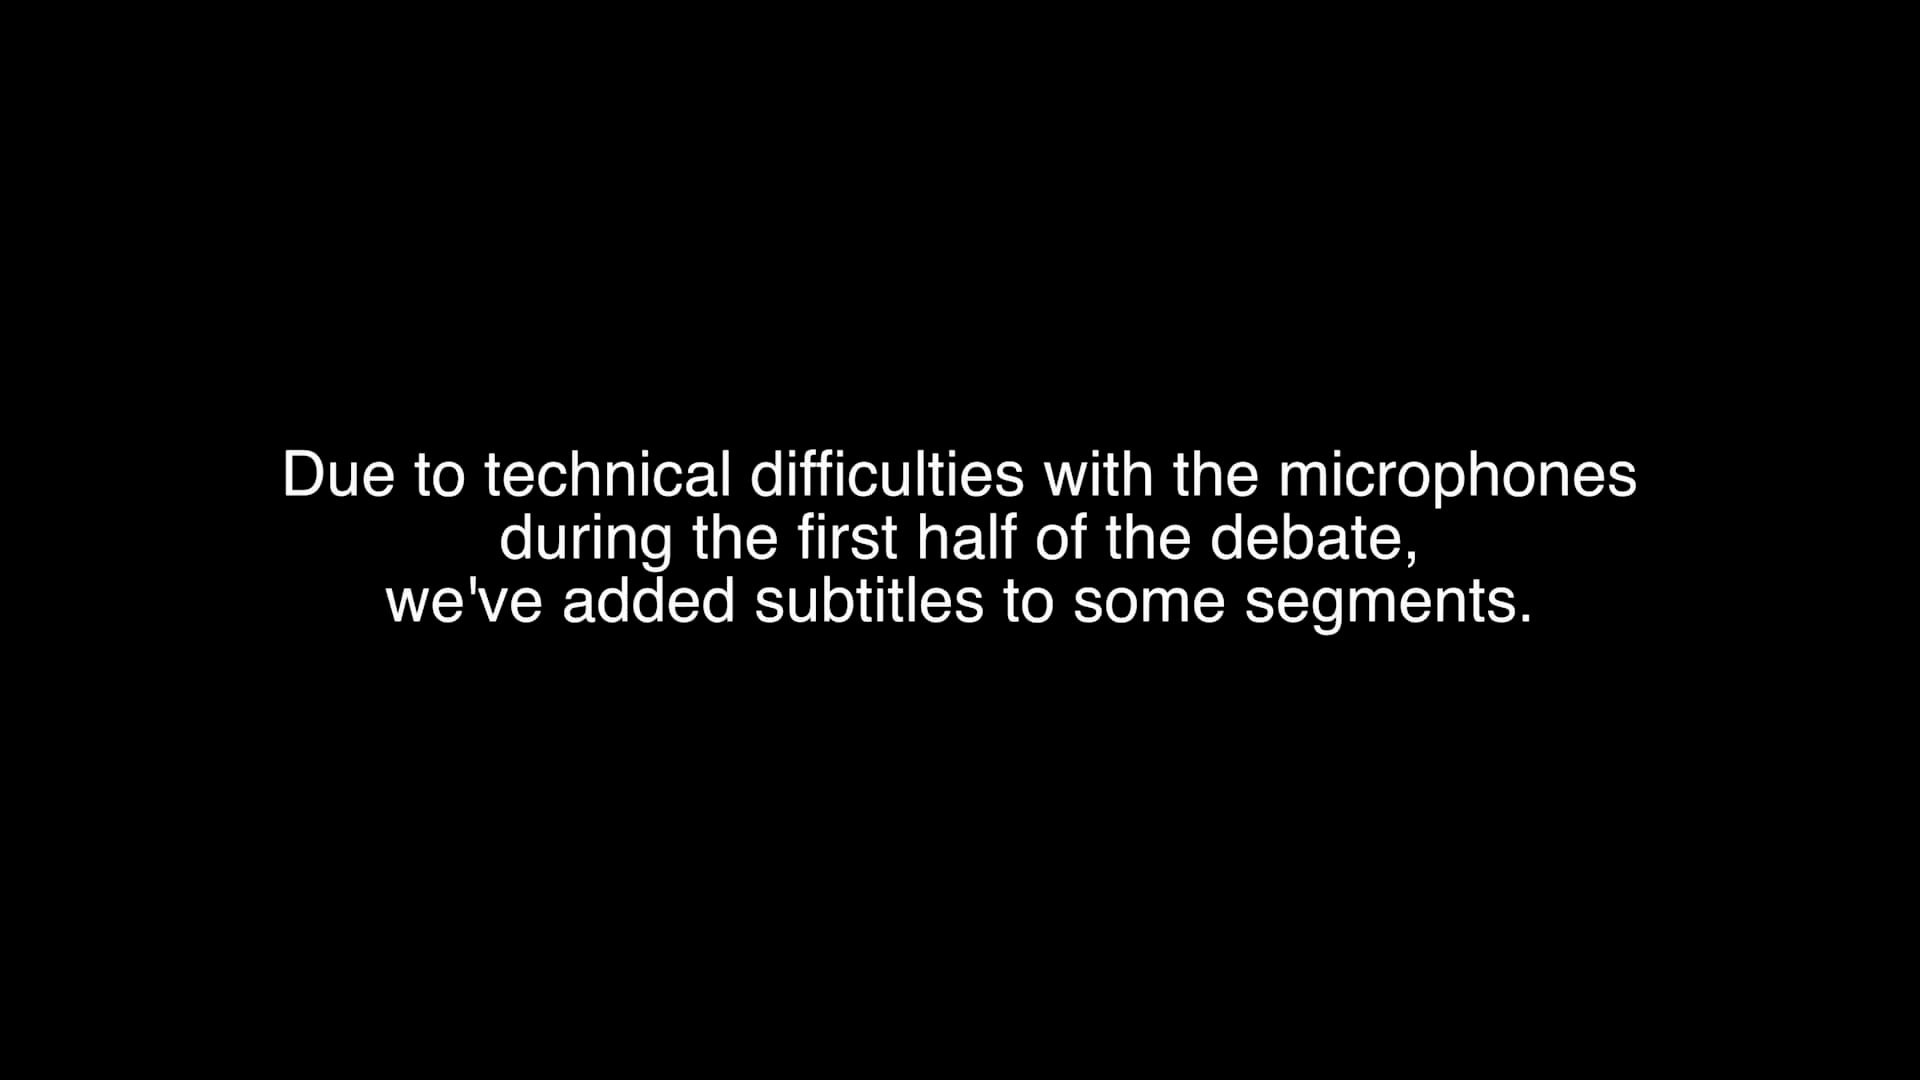 Due to technical difficulties with the microphones
during the first half of the debate,
we've added subtitles to some segments.